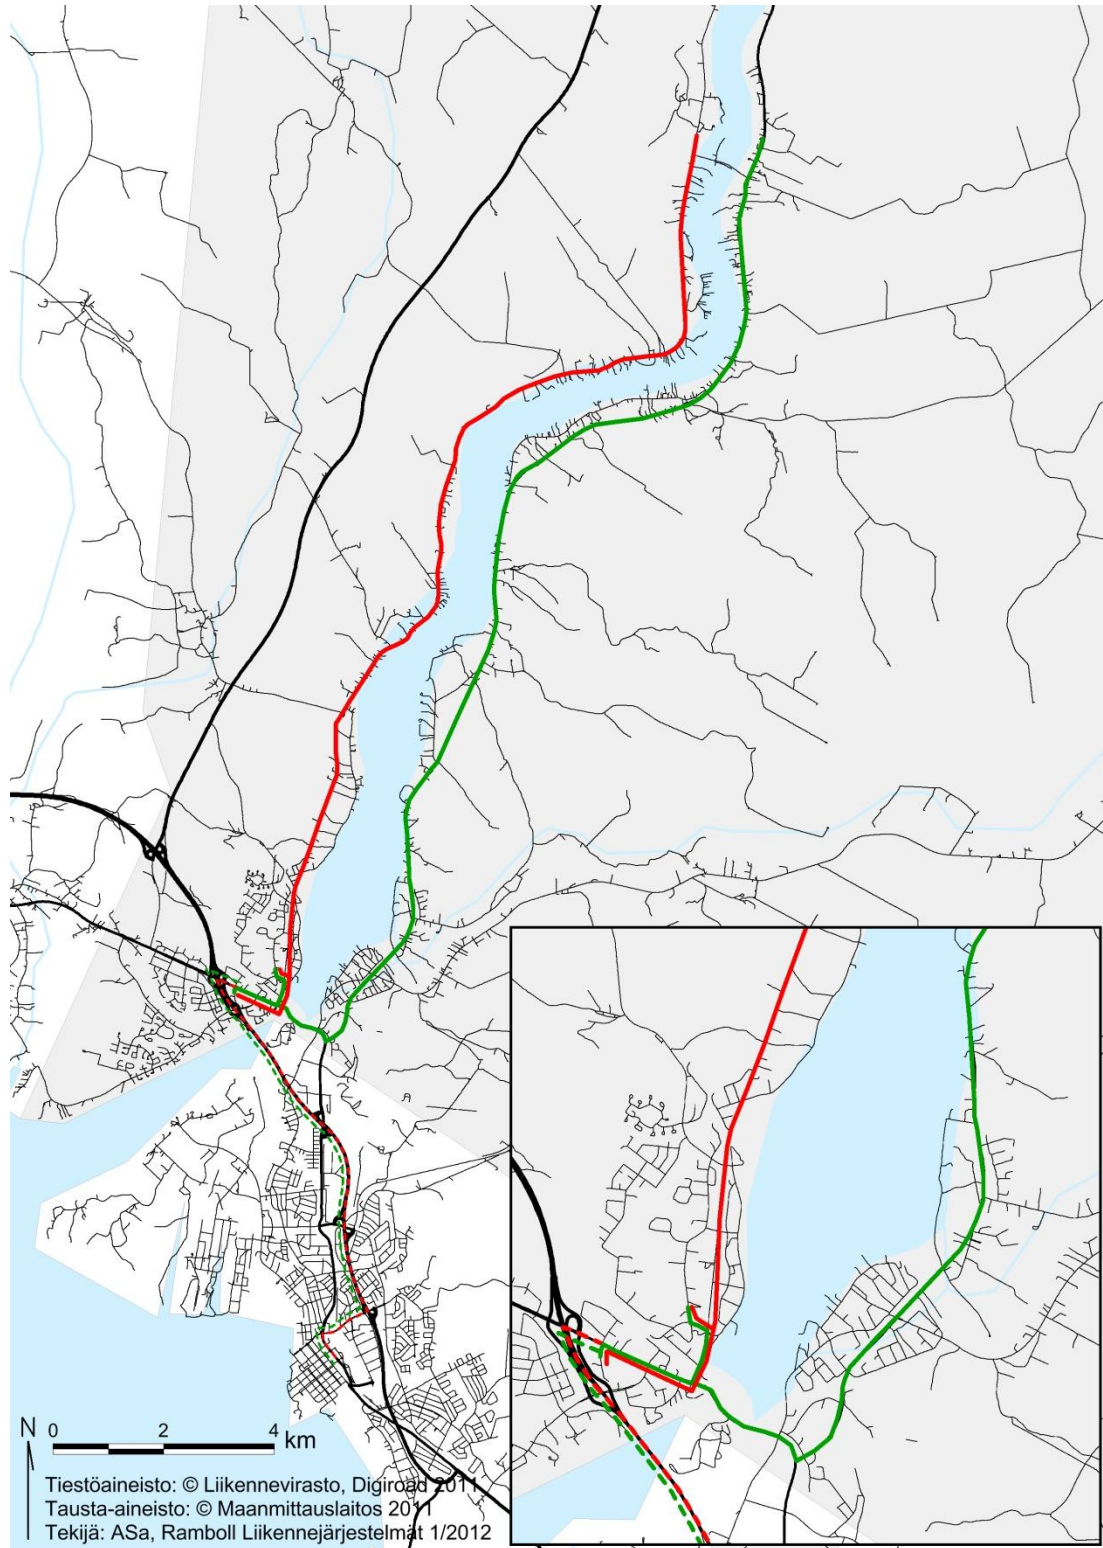 N 0 2 4 km
Tiestöaineisto: © Liikennevirasto, Digiroad 2011
Tausta-aineisto: © Maanmittauslaitos 2011
Tekijä: ASa, Ramboll Liikennejärjestelmät 1/2012